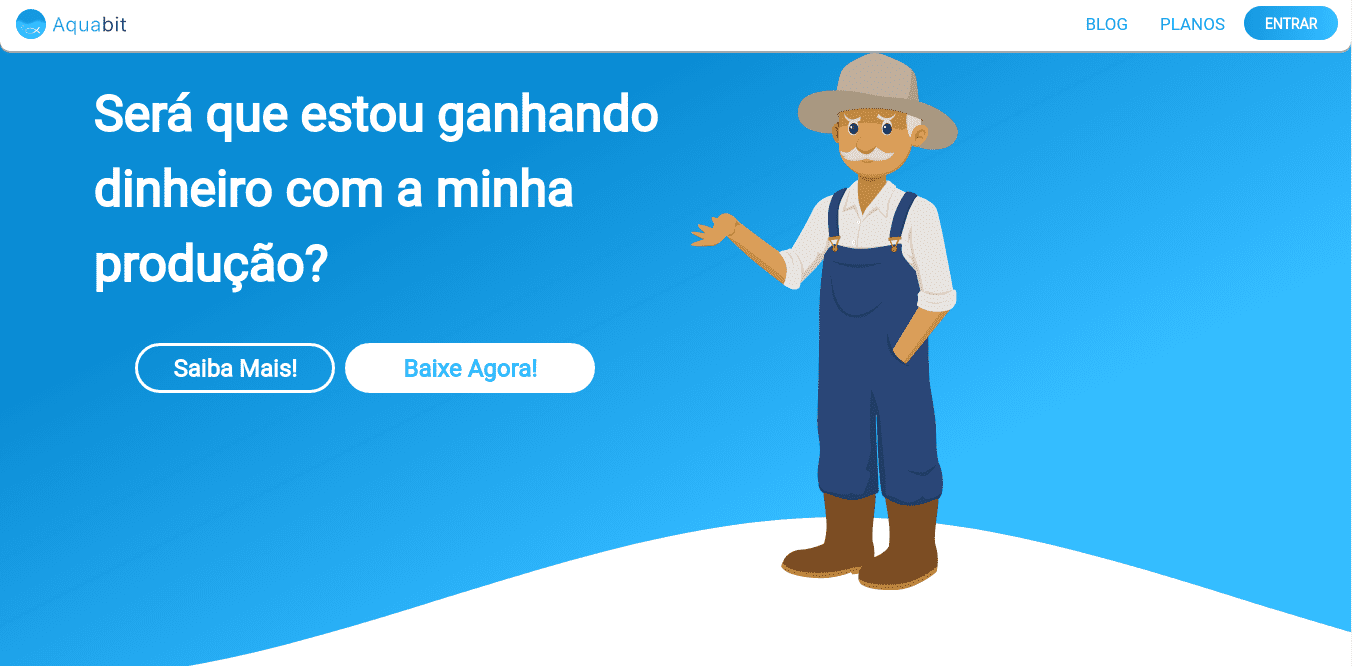 Aquabit
BLOG
PLANOS
ENTRAR
Será que estou ganhando
dinheiro com a minha
produção?
Saiba Mais!
Baixe Agora!